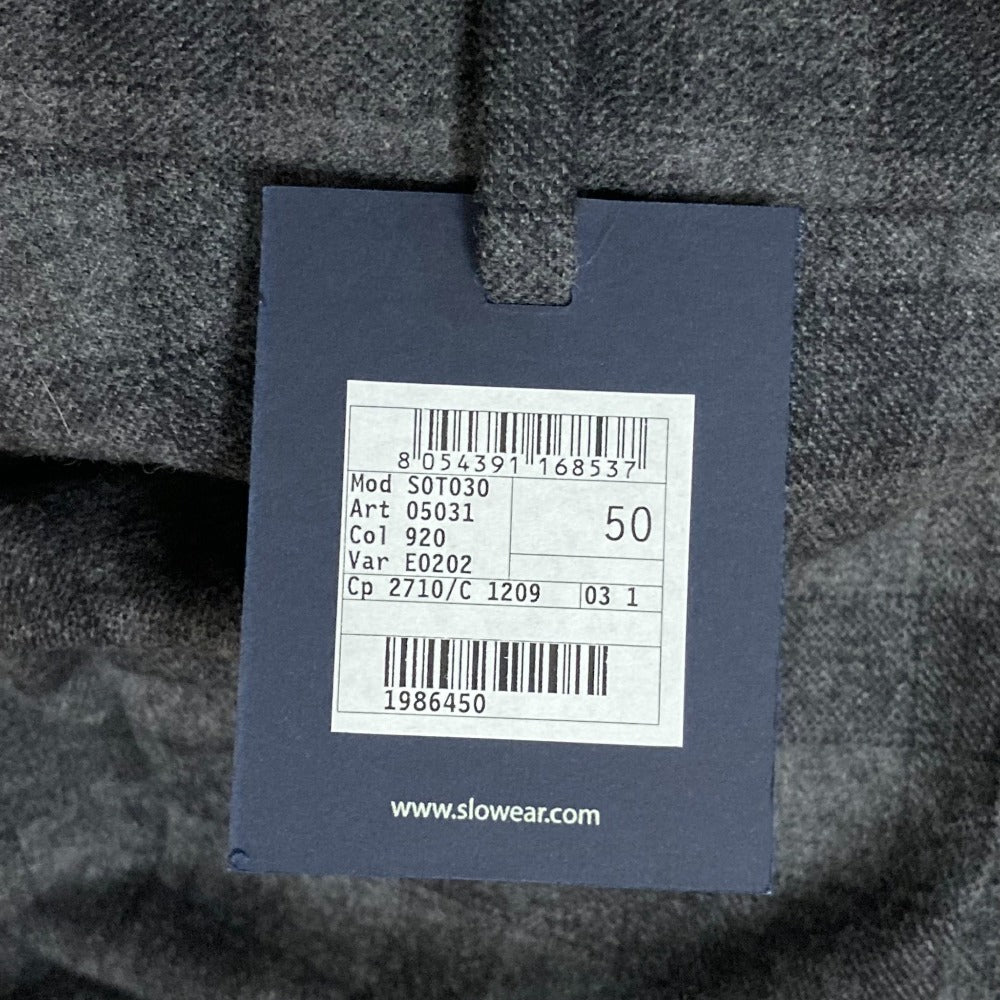 8 054391 168537
Mod S0T030
Art 05031
Col 920
Var E0202
50
Cp 2710/C 1209
03 1
1986450
www.slowear.com